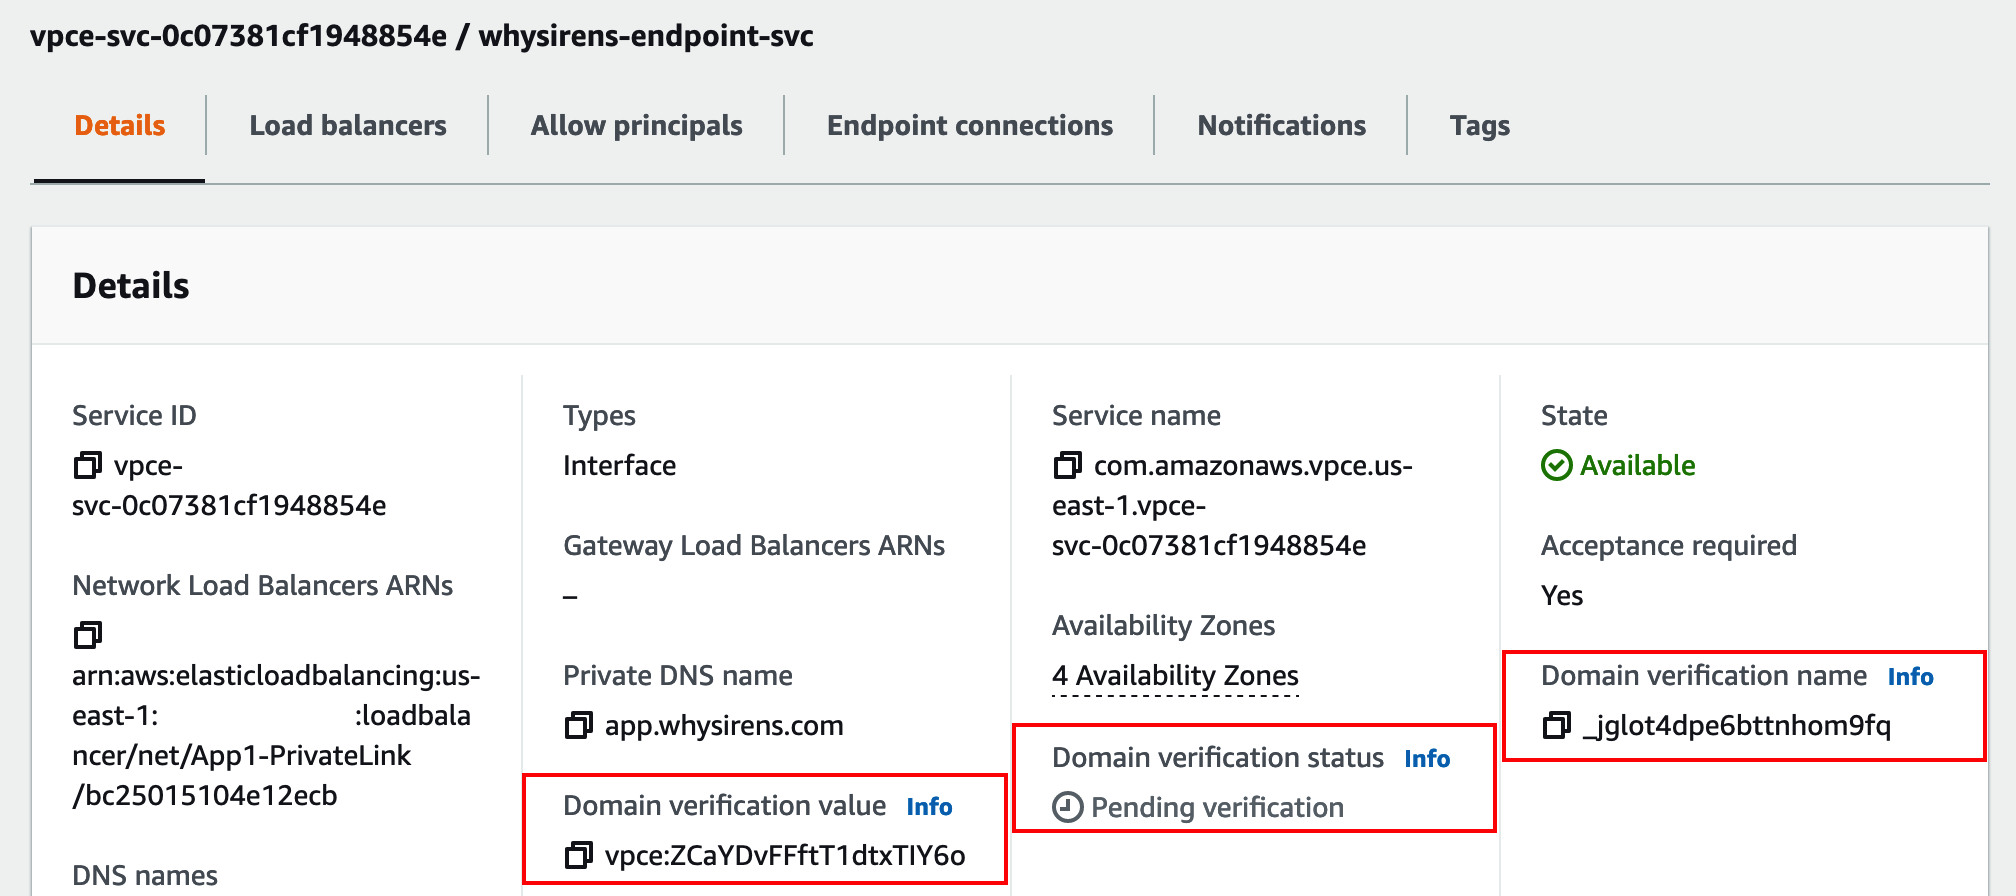 vpce-svc-0c07381cf1948854e / whysirens-endpoint-svc
Details
Load balancers
Allow principals
Endpoint connections
Notifications
Tags
Details
Service ID
vpce-
svc-0c07381cf1948854e
Network Load Balancers ARNs
arn:aws:elasticloadbalancing:us-
east-1: :loadbala
ncer/net/App1-PrivateLink
/bc25015104e12ecb
DNS names
Types
Interface
Gateway Load Balancers ARNs
–
Private DNS name
app.whysirens.com
Domain verification value Info
vpce:ZCaYDvFFftT1dtxTIY6o
Service name
com.amazonaws.vpce.us-
east-1.vpce-
svc-0c07381cf1948854e
Availability Zones
4 Availability Zones
Domain verification status Info
Pending verification
State
Available
Acceptance required
Yes
Domain verification name Info
_jglot4dpe6bttnhom9fq